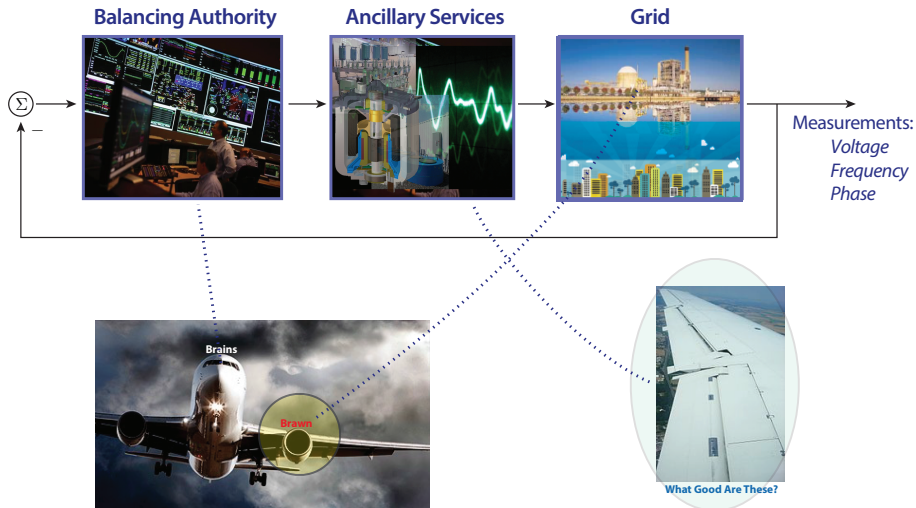 Balancing Authority
Ancillary Services
Grid
Σ
–
Measurements:
Voltage
Frequency
Phase
Brains
Brawn
What Good Are These?